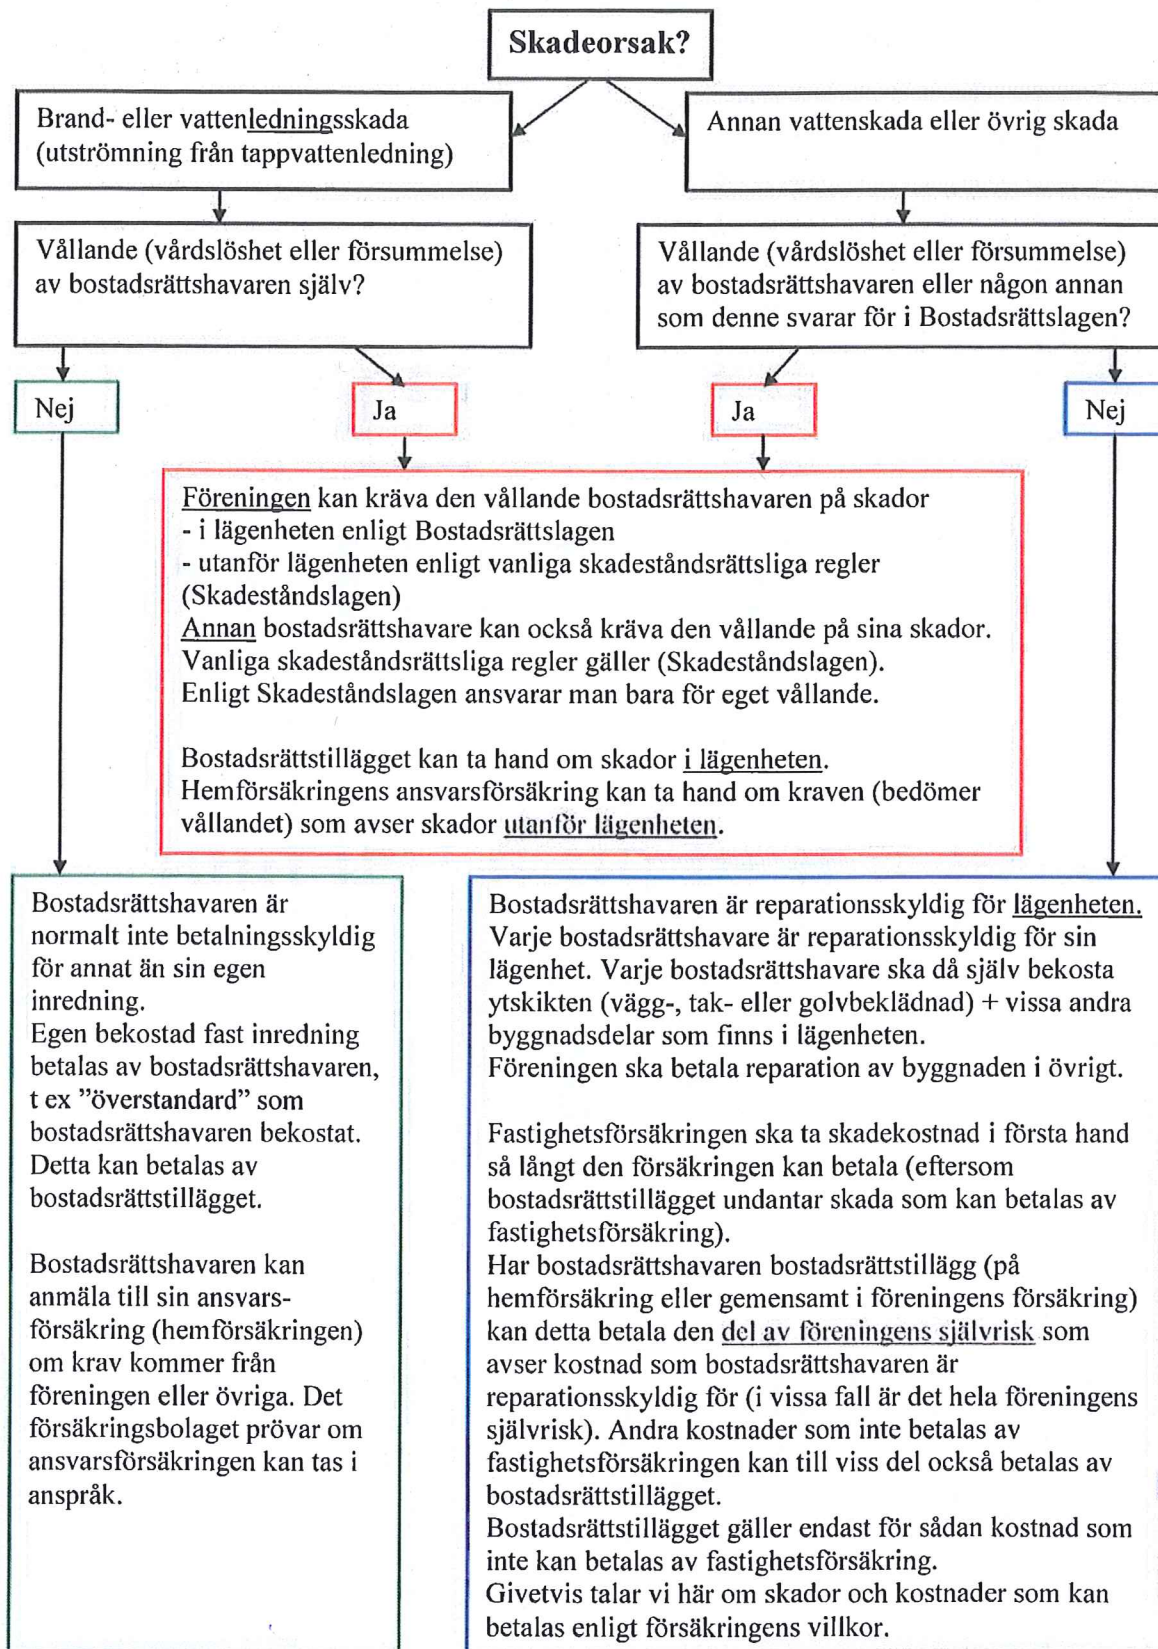 Skadeorsak?
Brand- eller vattenledningsskada
(utströmning från tappvattenledning)
Annan vattenskada eller övrig skada
Vållande (vårdslöshet eller försummelse)
av bostadsrättshavaren själv?
Vållande (vårdslöshet eller försummelse)
av bostadsrättshavaren eller någon annan
som denne svarar för i Bostadsrättslagen?
Nej
Ja
Ja
Nej
Föreningen kan kräva den vållande bostadsrättshavaren på skador
- i lägenheten enligt Bostadsrättslagen
- utanför lägenheten enligt vanliga skadeståndsrättsliga regler
(Skadeståndslagen)
Annan bostadsrättshavare kan också kräva den vållande på sina skador.
Vanliga skadeståndsrättsliga regler gäller (Skadeståndslagen).
Enligt Skadeståndslagen ansvarar man bara för eget vållande.
Bostadsrättstillägget kan ta hand om skador i lägenheten.
Hemförsäkringens ansvarsförsäkring kan ta hand om kraven (bedömer
vållandet) som avser skador utanför lägenheten.
Bostadsrättshavaren är
normalt inte betalningsskyldig
för annat än sin egen
inredning.
Egen bekostad fast inredning
betalas av bostadsrättshavaren,
t ex ”överstandard” som
bostadsrättshavaren bekostat.
Detta kan betalas av
bostadsrättstillägget.
Bostadsrättshavaren kan
anmäla till sin ansvars-
försäkring (hemförsäkringen)
om krav kommer från
föreningen eller övriga. Det
försäkringsbolaget prövar om
ansvarsförsäkringen kan tas i
anspråk.
Bostadsrättshavaren är reparationsskyldig för lägenheten.
Varje bostadsrättshavare är reparationsskyldig för sin
lägenhet. Varje bostadsrättshavare ska då själv bekosta
ytskikten (vägg-, tak- eller golvbeklädnad) + vissa andra
byggnadsdelar som finns i lägenheten.
Föreningen ska betala reparation av byggnaden i övrigt.
Fastighetsförsäkringen ska ta skadekostnad i första hand
så långt den försäkringen kan betala (eftersom
bostadsrättstillägget undantar skada som kan betalas av
fastighetsförsäkring).
Har bostadsrättshavaren bostadsrättstillägg (på
hemförsäkring eller gemensamt i föreningens försäkring)
kan detta betala den del av föreningens självrisk som
avser kostnad som bostadsrättshavaren är
reparationsskyldig för (i vissa fall är det hela föreningens
självrisk). Andra kostnader som inte betalas av
fastighetsförsäkringen kan till viss del också betalas av
bostadsrättstillägget.
Bostadsrättstillägget gäller endast för sådan kostnad som
inte kan betalas av fastighetsförsäkring.
Givetvis talar vi här om skador och kostnader som kan
betalas enligt försäkringens villkor.